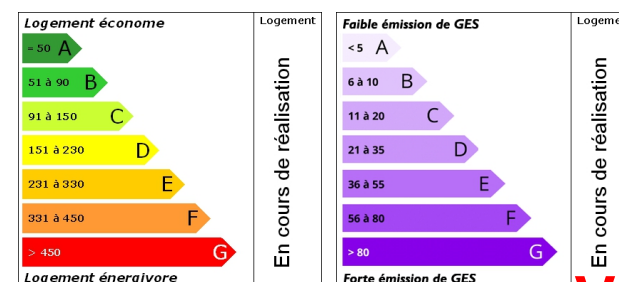 Logement économe
Logement
= 50 A
51 à 90 B
91 à 150 C
151 à 230 D
231 à 330 E
331 à 450 F
> 450 G
Logement énergivore
En cours de réalisation
Faible émission de GES
Logeme
< 5 A
6 à 10 B
11 à 20 C
21 à 35 D
36 à 55 E
56 à 80 F
> 80 G
Forte émission de GES
En cours de réalisation